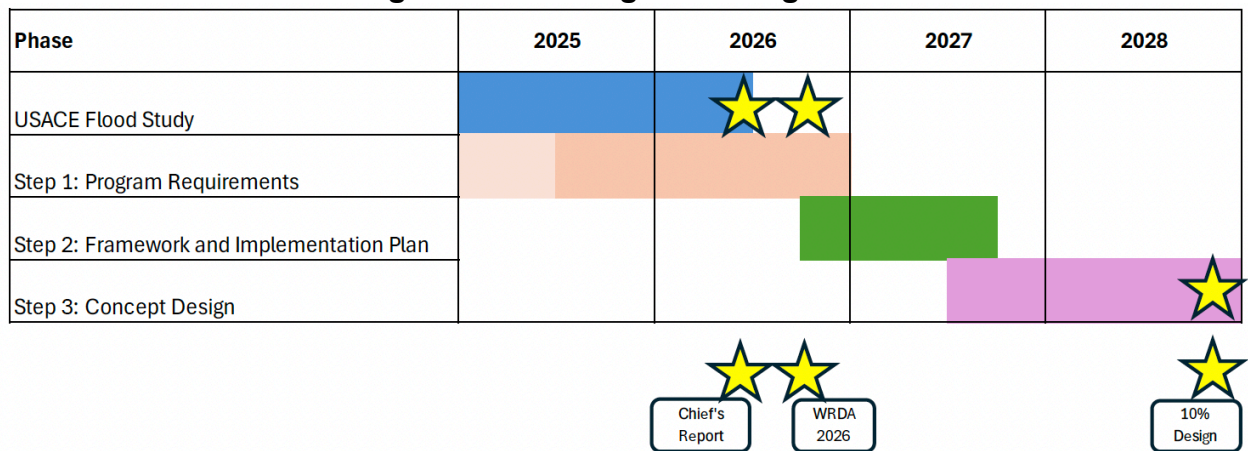 Phase 2025 2026 2027 2028
USACE Flood Study
Step 1: Program Requirements
Step 2: Framework and Implementation Plan
Step 3: Concept Design
Chief's
Report
WRDA
2026
10%
Design